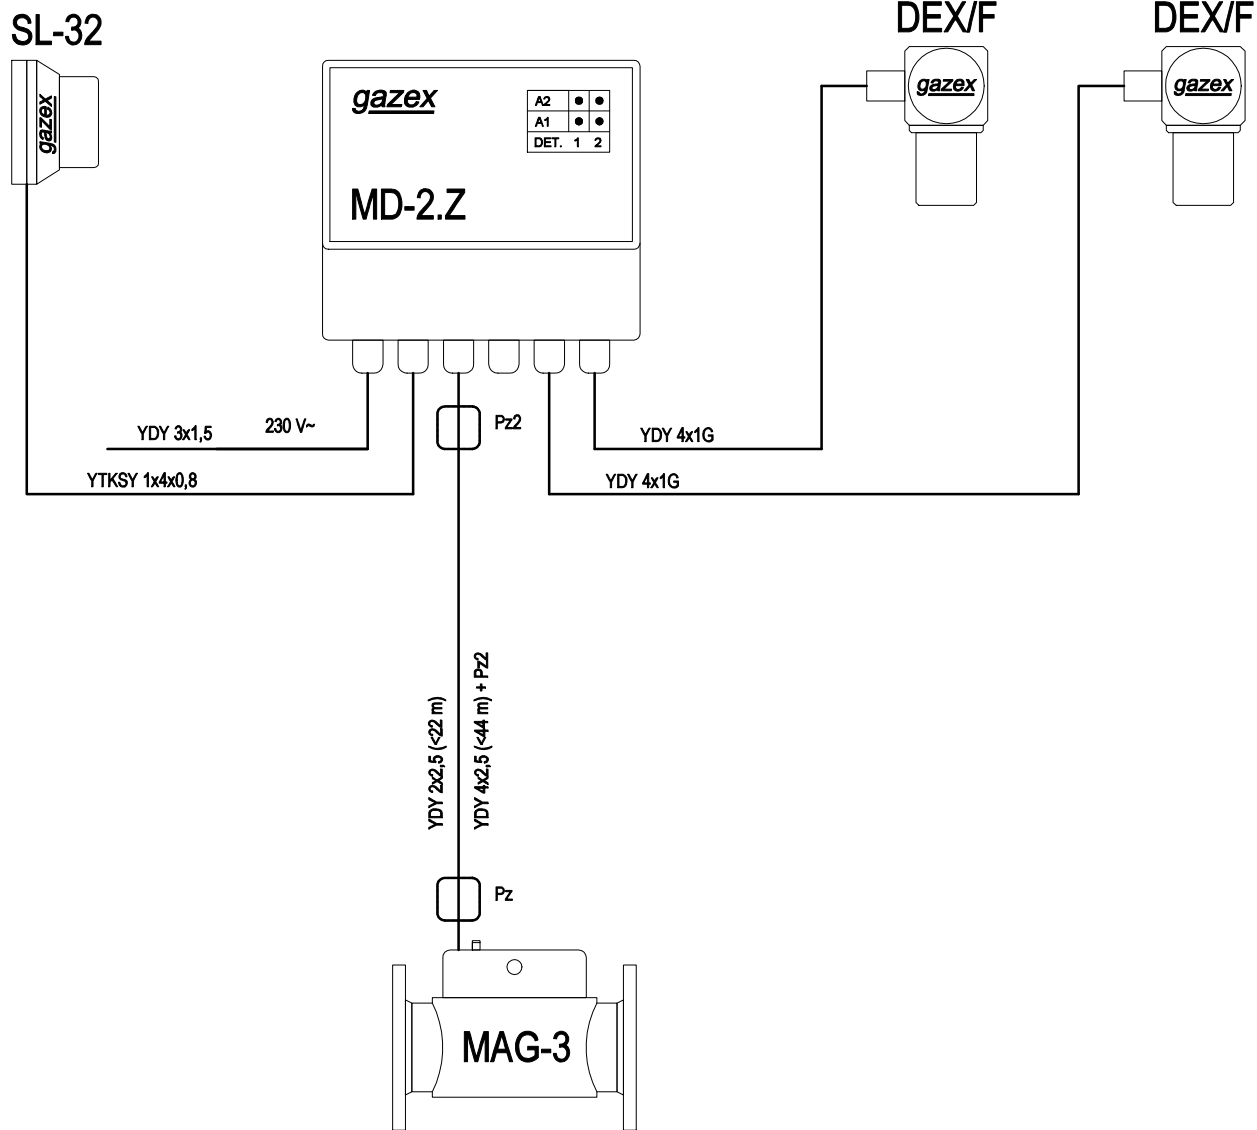 SL-32
DEX/F
DEX/F
gazex
gazex
A2
A1
DET. 1 2
MD-2.Z
gazex
gazex
YDY 3x1,5
230 V~
Pz2
YTKSY 1x4x0,8
YDY 4x1G
YDY 4x1G
YDY 2x2,5 (<22 m)
YDY 4x2,5 (<44 m) + Pz2
Pz
MAG-3